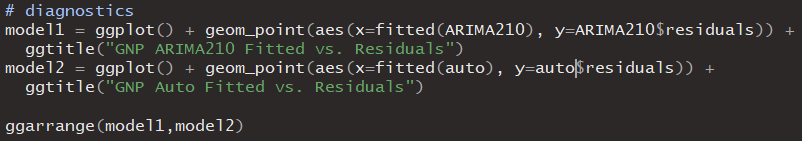 # diagnostics
model1 = ggplot() + geom_point(aes(x=fitted(ARIMA210), y=ARIMA210$residuals)) +
  ggtitle("GNP ARIMA210 Fitted vs. Residuals")
model2 = ggplot() + geom_point(aes(x=fitted(auto), y=auto$residuals)) +
  ggtitle("GNP Auto Fitted vs. Residuals")
ggarrange(model1,model2)